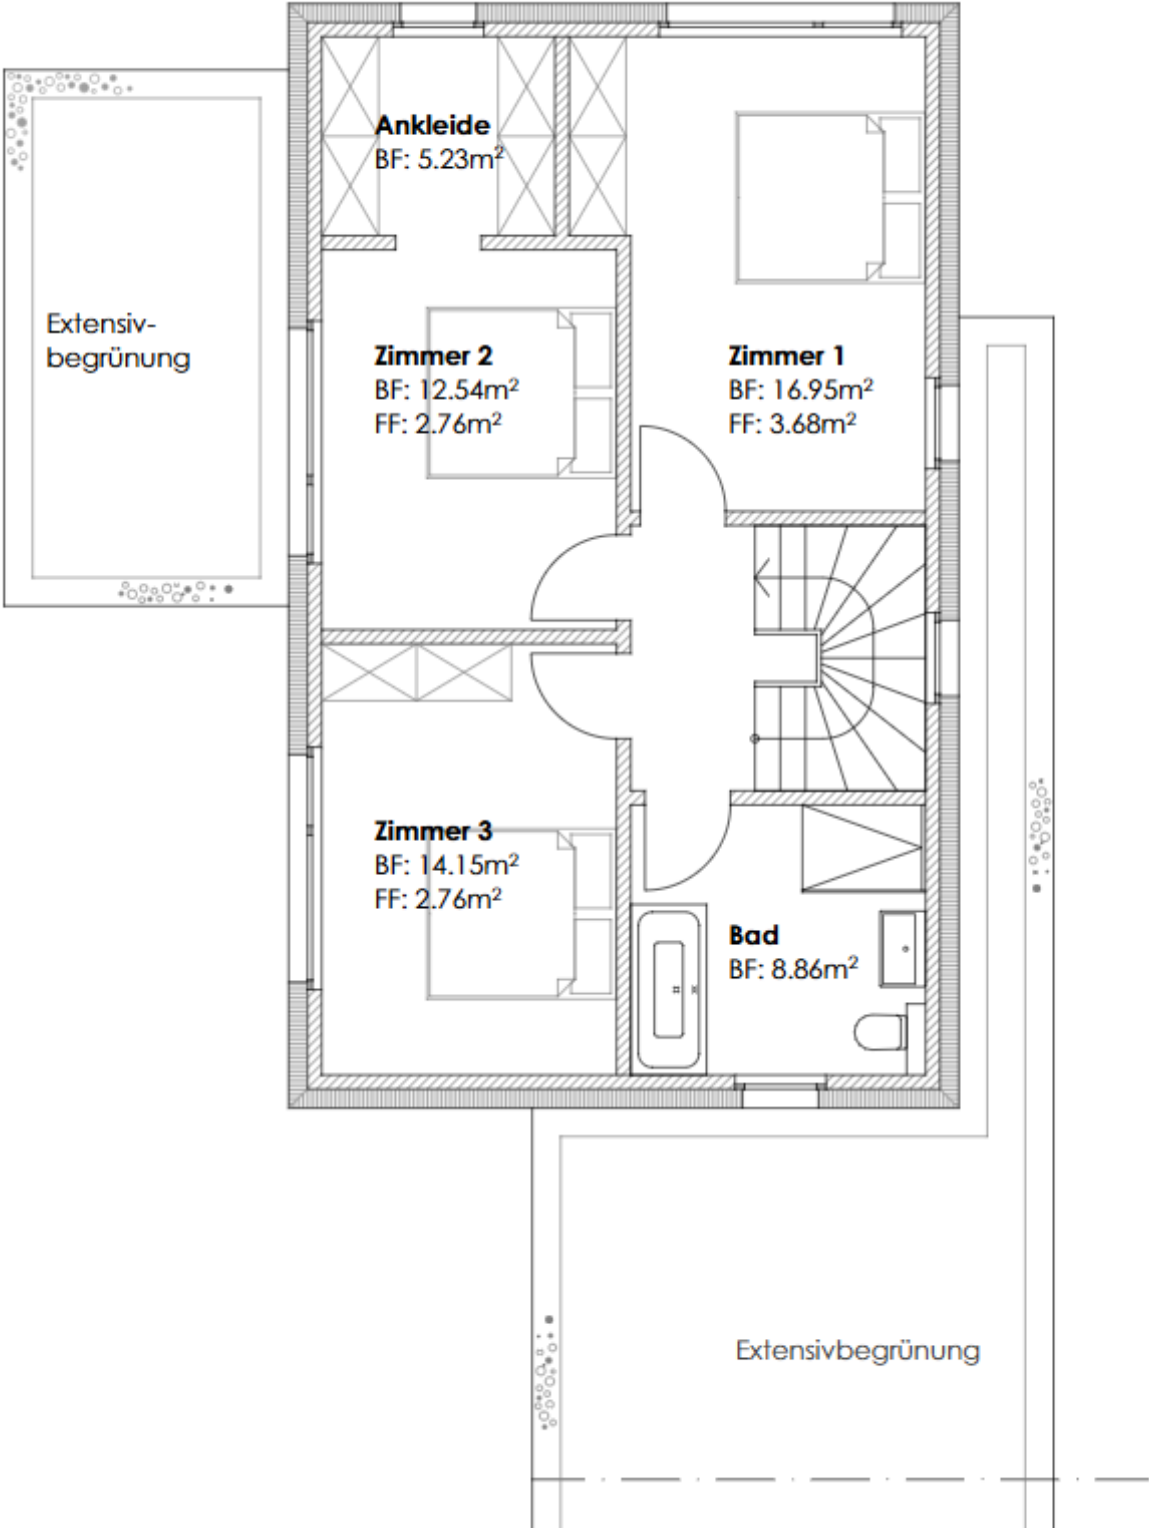 Ankleide
BF: 5.23m²
Extensiv-
begrünung
Zimmer 2
BF: 12.54m²
FF: 2.76m²
Zimmer 1
BF: 16.95m²
FF: 3.68m²
Zimmer 3
BF: 14.15m²
FF: 2.76m²
Bad
BF: 8.86m²
Extensivbegrünung